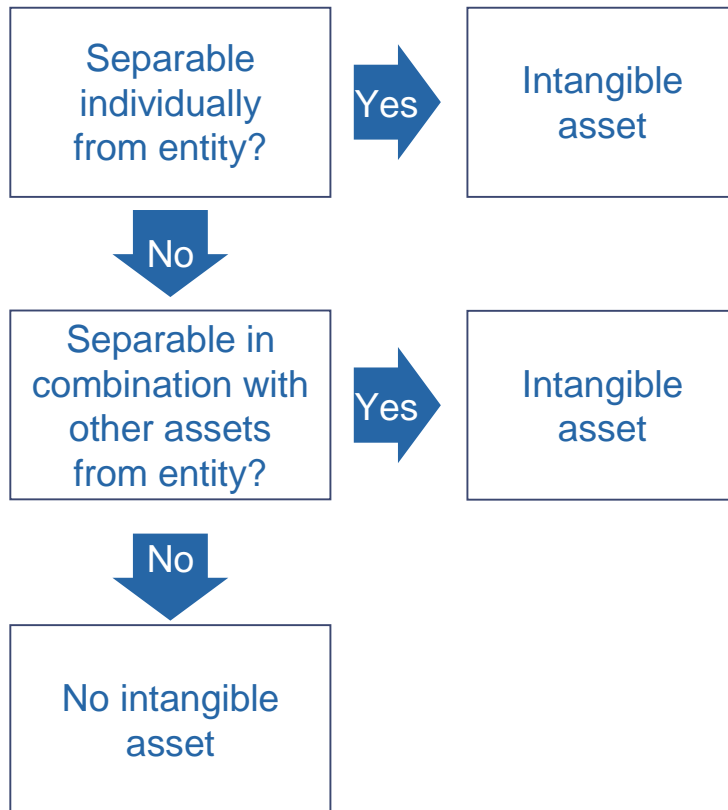 Separable
individually
from entity?
Yes
Intangible
asset
No
Separable in
combination with
other assets
from entity?
Yes
Intangible
asset
No
No intangible
asset